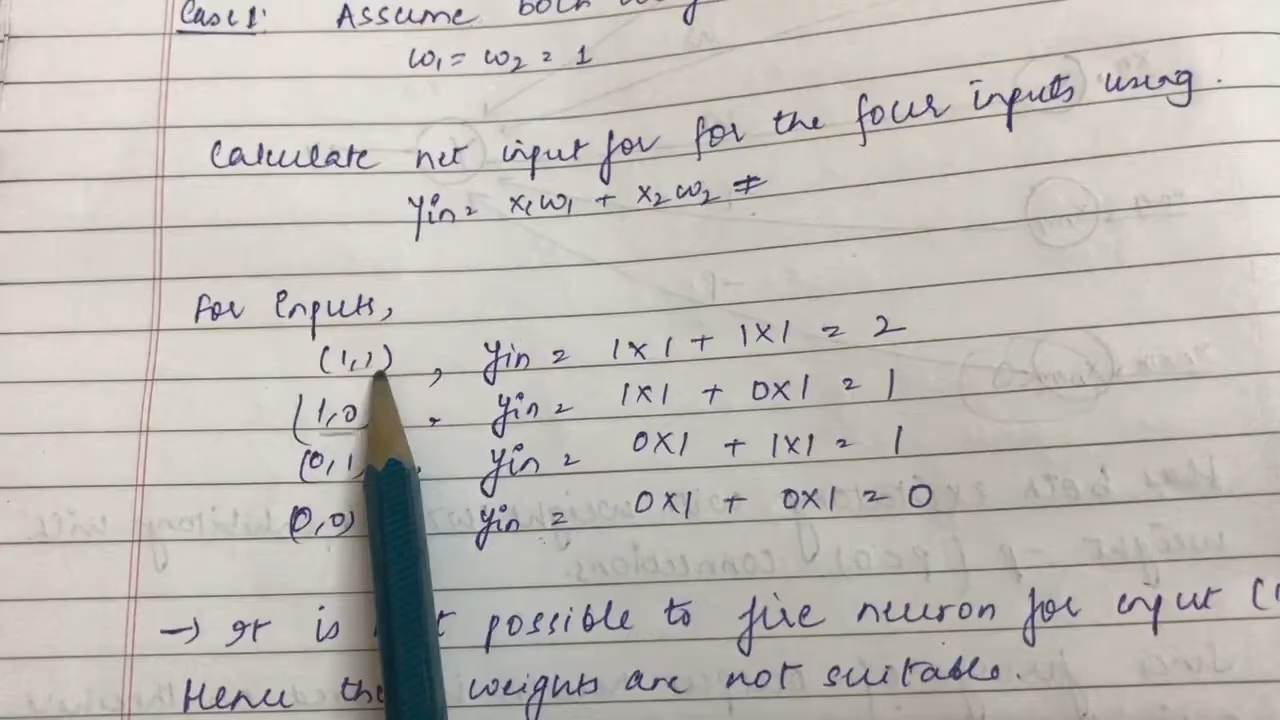 Case 1: Assume both
w₁ = w₂ = 1
Calculate net input for for the four inputs using.
yin = x₁w₁ + x₂w₂
For Inputs,
(1,1) , yin = 1x1 + 1x1 = 2
(1,0 , yin = 1x1 + 0x1 = 1
(0,1 , yin = 0x1 + 1x1 = 1
(0,0) yin = 0x1 + 0x1 = 0
→ It is possible to fire neuron for input (1
Hence weights are not suitable.